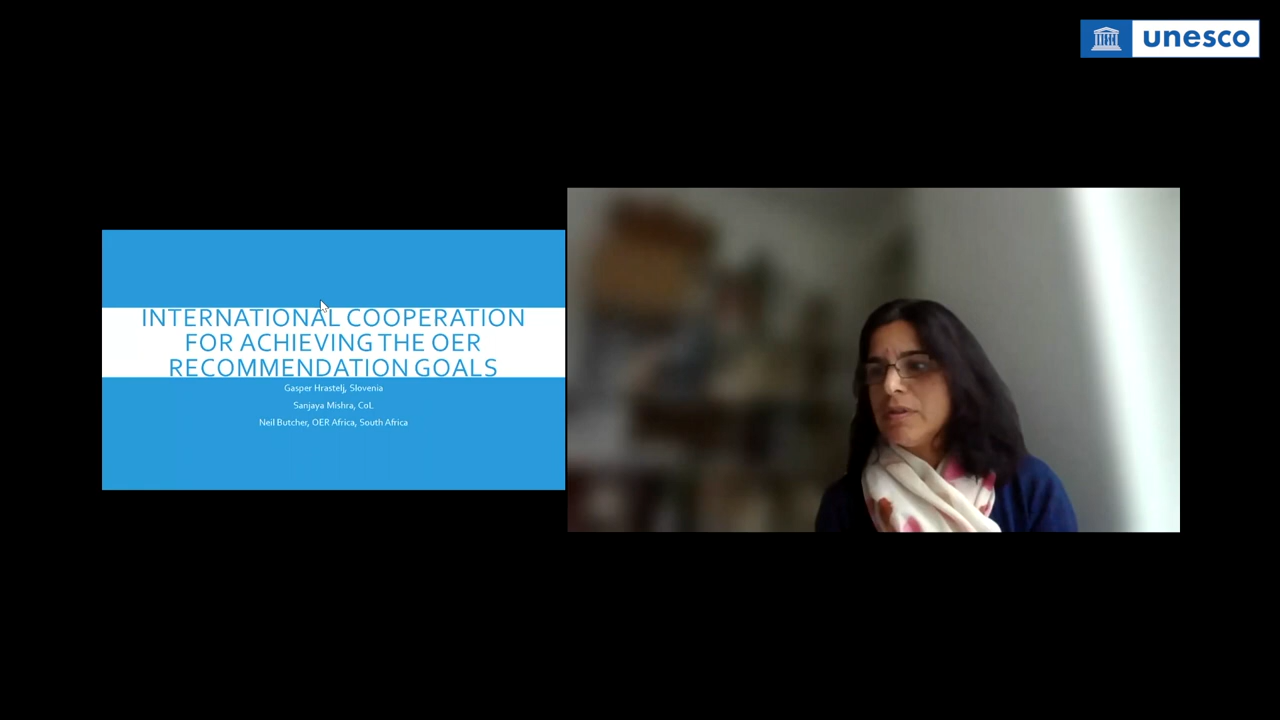 unesco
INTERNATIONAL COOPERATION
FOR ACHIEVING THE OER
RECOMMENDATION GOALS
Gasper Hrastelj, Slovenia
Sanjaya Mishra, CoL
Neil Butcher, OER Africa, South Africa